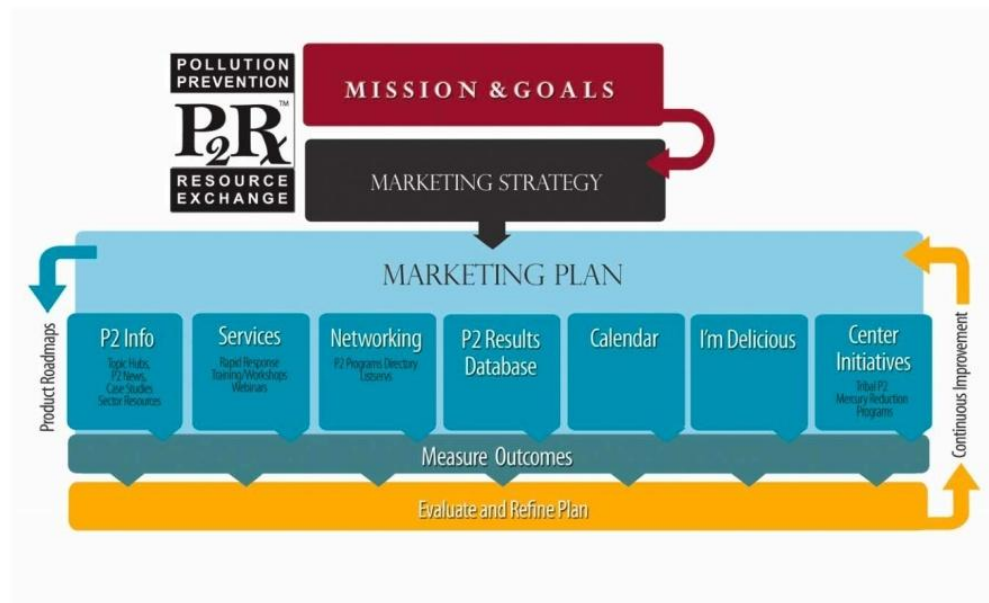 POLLUTION
PREVENTION
P2Rx™
RESOURCE
EXCHANGE
MISSION & GOALS
MARKETING STRATEGY
MARKETING PLAN
Product Roadmaps
P2 Info
Topic Hubs,
P2 News,
Case Studies
Sector Resources
Services
Rapid Response
Training/Workshops
Webinars
Networking
P2 Programs Directory
Listservs
P2 Results
Database
Calendar
I'm Delicious
Center
Initiatives
Tribal P2
Mercury Reduction
Programs
Continuous Improvement
Measure Outcomes
Evaluate and Refine Plan